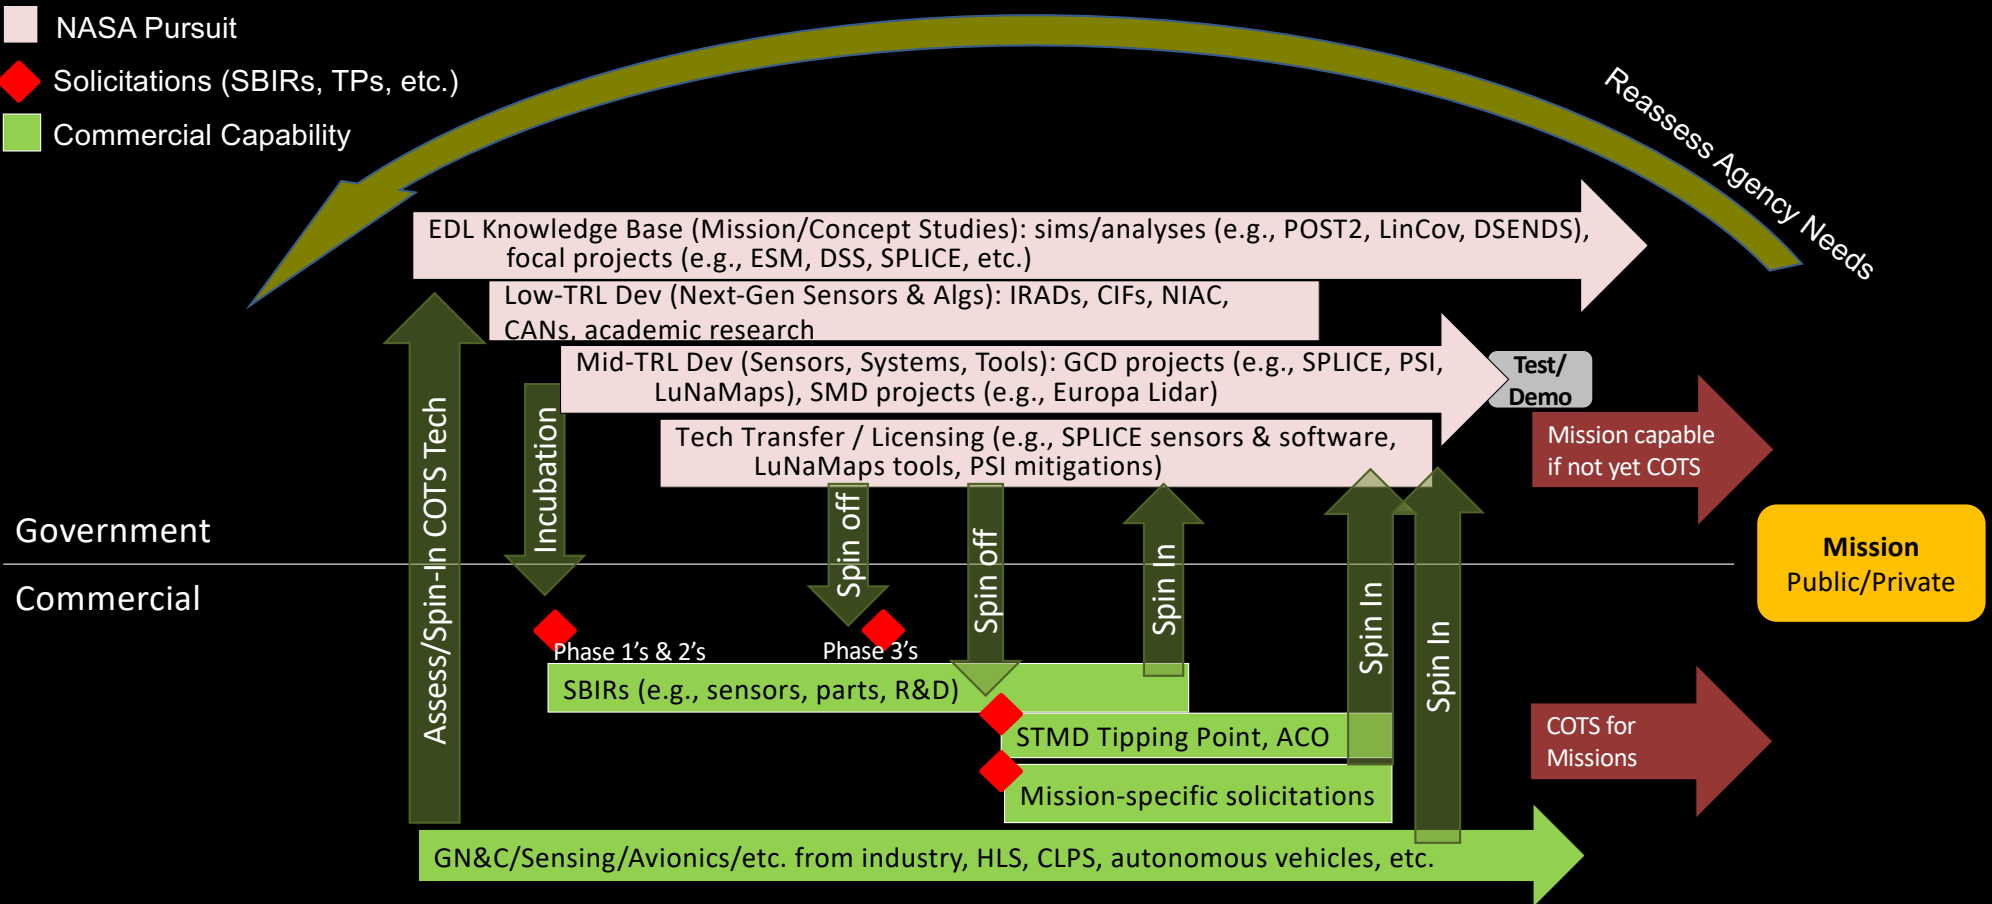 NASA Pursuit
Solicitations (SBIRs, TPs, etc.)
Commercial Capability
Reassess Agency Needs
EDL Knowledge Base (Mission/Concept Studies): sims/analyses (e.g., POST2, LinCov, DSENDS),
focal projects (e.g., ESM, DSS, SPLICE, etc.)
Low-TRL Dev (Next-Gen Sensors & Algs): IRADs, CIFs, NIAC,
CANs, academic research
Mid-TRL Dev (Sensors, Systems, Tools): GCD projects (e.g., SPLICE, PSI,
LuNaMaps), SMD projects (e.g., Europa Lidar)
Test/
Demo
Tech Transfer / Licensing (e.g., SPLICE sensors & software,
LuNaMaps tools, PSI mitigations)
Mission capable
if not yet COTS
Assess/Spin-In COTS Tech
Incubation
Spin off
Spin off
Spin In
Spin In
Spin In
Government
Commercial
Mission
Public/Private
Phase 1's & 2's
Phase 3's
SBIRs (e.g., sensors, parts, R&D)
STMD Tipping Point, ACO
Mission-specific solicitations
COTS for
Missions
GN&C/Sensing/Avionics/etc. from industry, HLS, CLPS, autonomous vehicles, etc.